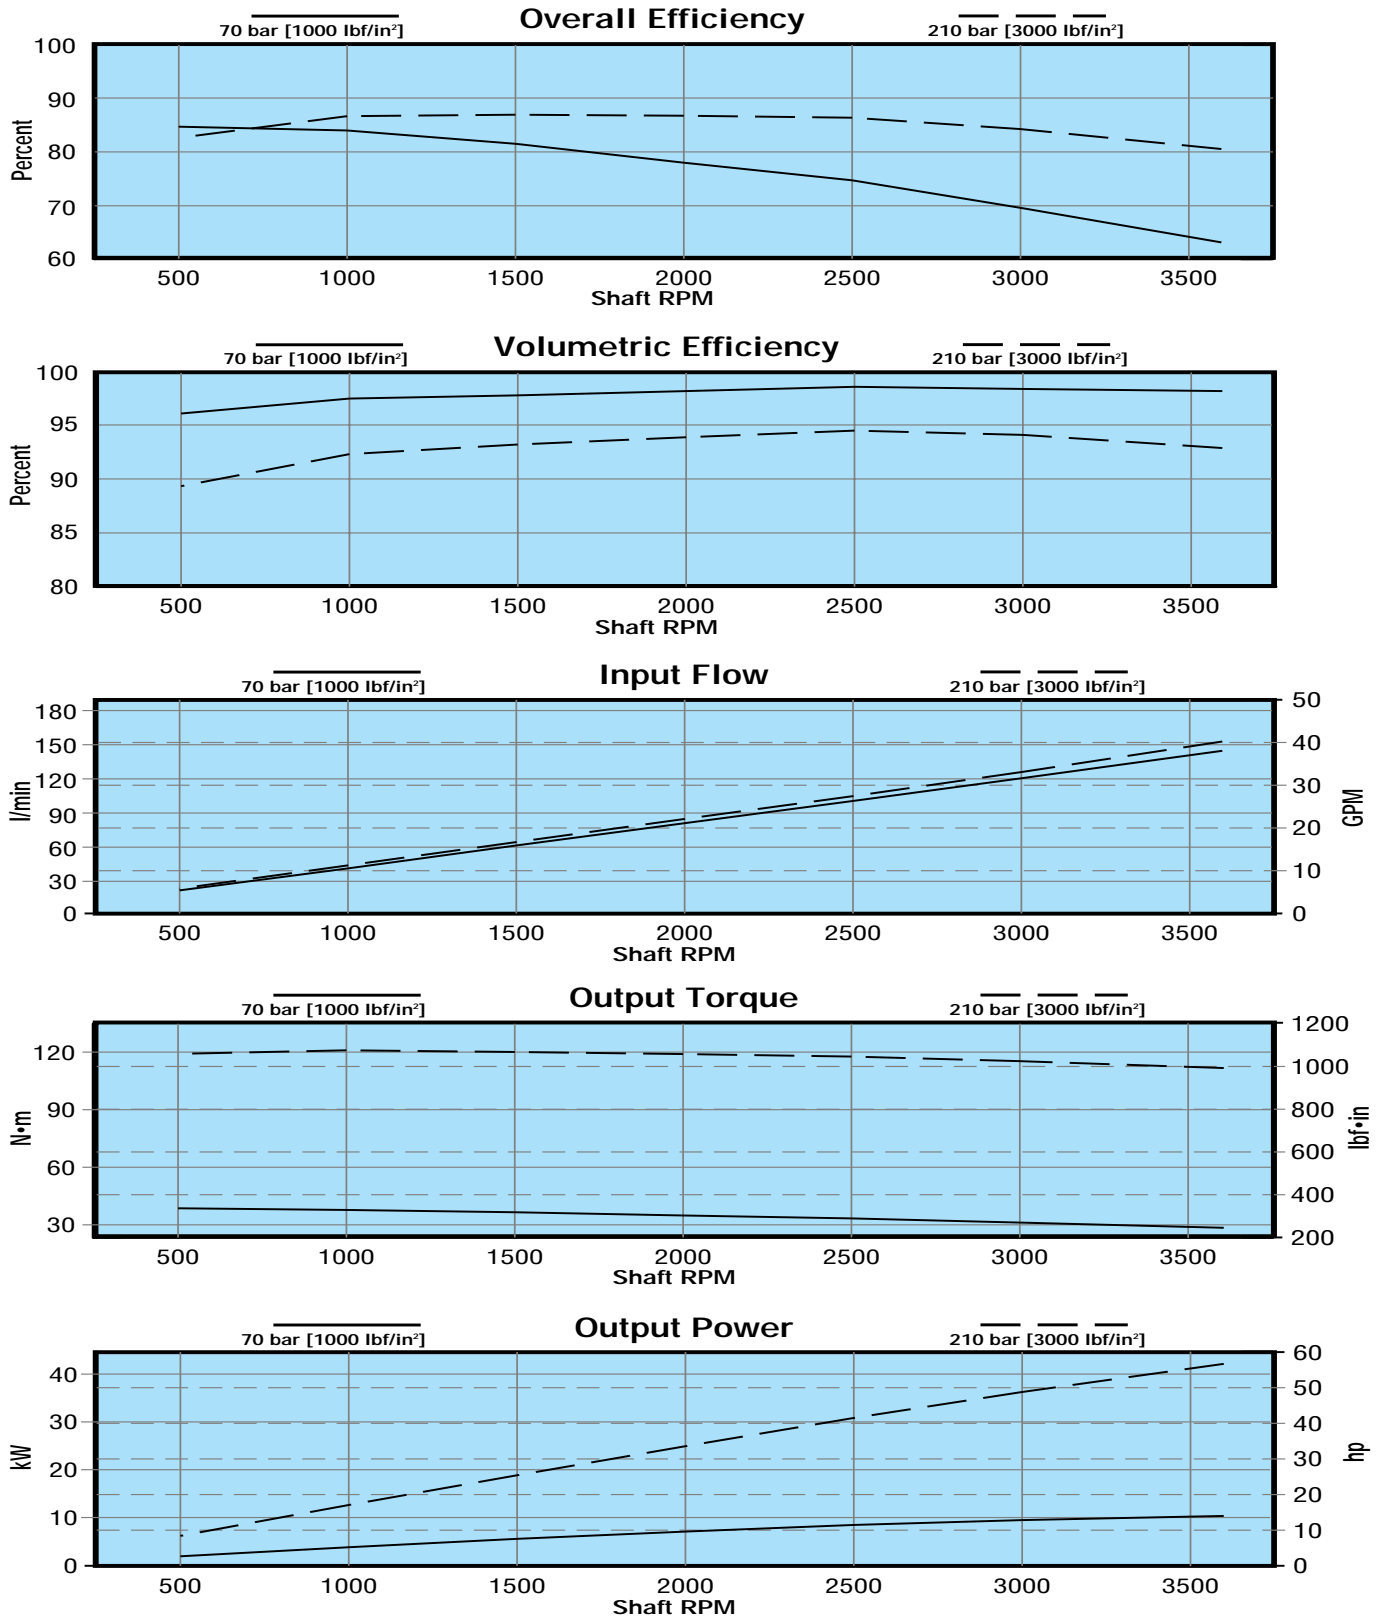 Overall Efficiency
70 bar [1000 lbf/in²]
210 bar [3000 lbf/in²]
100
90
80
70
60
Percent
500 1000 1500 2000 2500 3000 3500
Shaft RPM
Volumetric Efficiency
70 bar [1000 lbf/in²]
210 bar [3000 lbf/in²]
100
95
90
85
80
Percent
500 1000 1500 2000 2500 3000 3500
Shaft RPM
Input Flow
70 bar [1000 lbf/in²]
210 bar [3000 lbf/in²]
180
150
120
90
60
30
0
l/min
50
40
30
20
10
0
GPM
500 1000 1500 2000 2500 3000 3500
Shaft RPM
Output Torque
70 bar [1000 lbf/in²]
210 bar [3000 lbf/in²]
120
90
60
30
N•m
1200
1000
800
600
400
200
lbf•in
500 1000 1500 2000 2500 3000 3500
Shaft RPM
Output Power
70 bar [1000 lbf/in²]
210 bar [3000 lbf/in²]
40
30
20
10
0
kW
60
50
40
30
20
10
0
hp
500 1000 1500 2000 2500 3000 3500
Shaft RPM